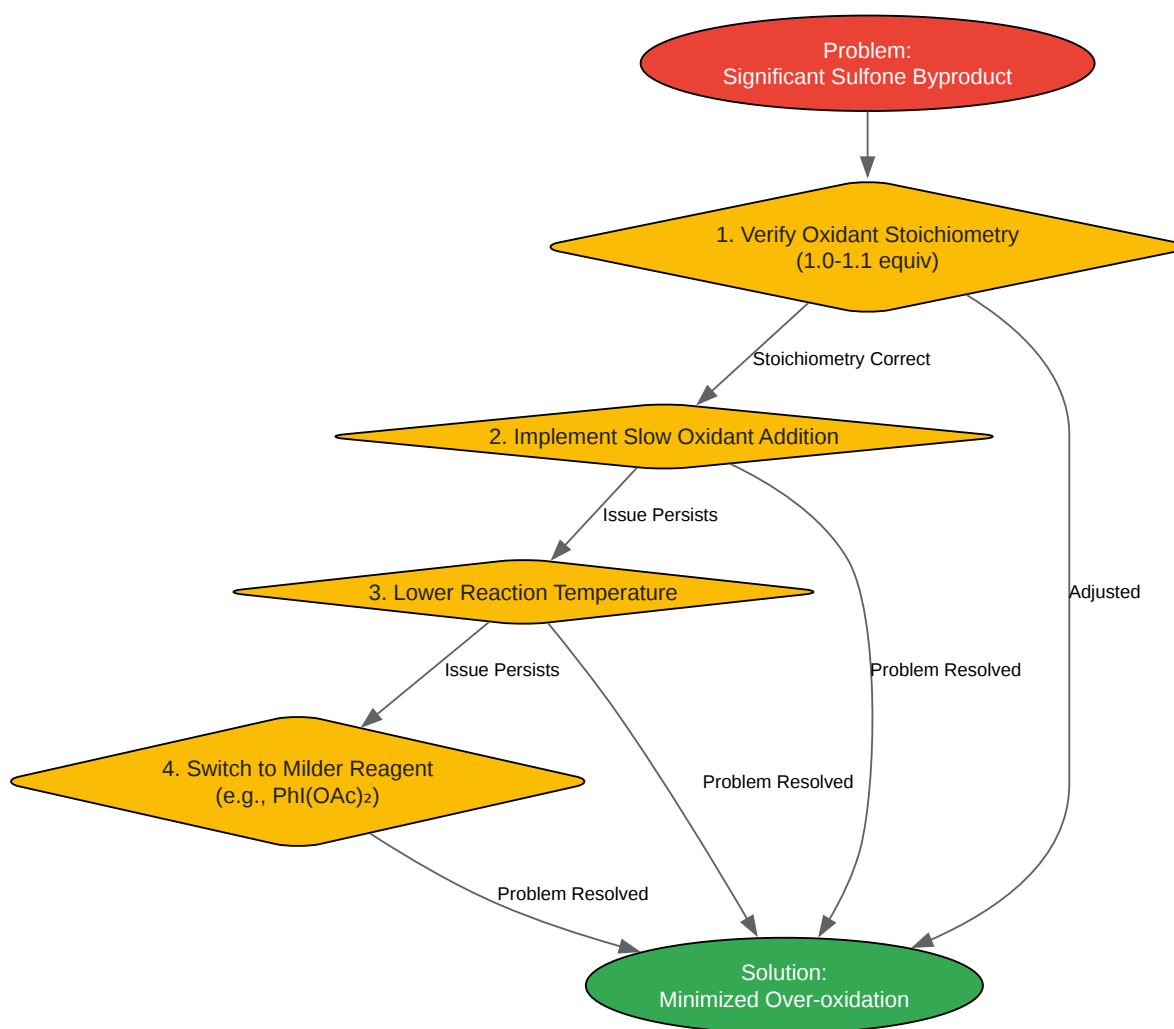 Problem:
Significant Sulfone Byproduct
1. Verify Oxidant Stoichiometry
(1.0-1.1 equiv)
Stoichiometry Correct
2. Implement Slow Oxidant Addition
Issue Persists
3. Lower Reaction Temperature
Adjusted
Issue Persists
Problem Resolved
4. Switch to Milder Reagent
(e.g., PhI(OAc)₂)
Problem Resolved
Problem Resolved
Solution:
Minimized Over-oxidation